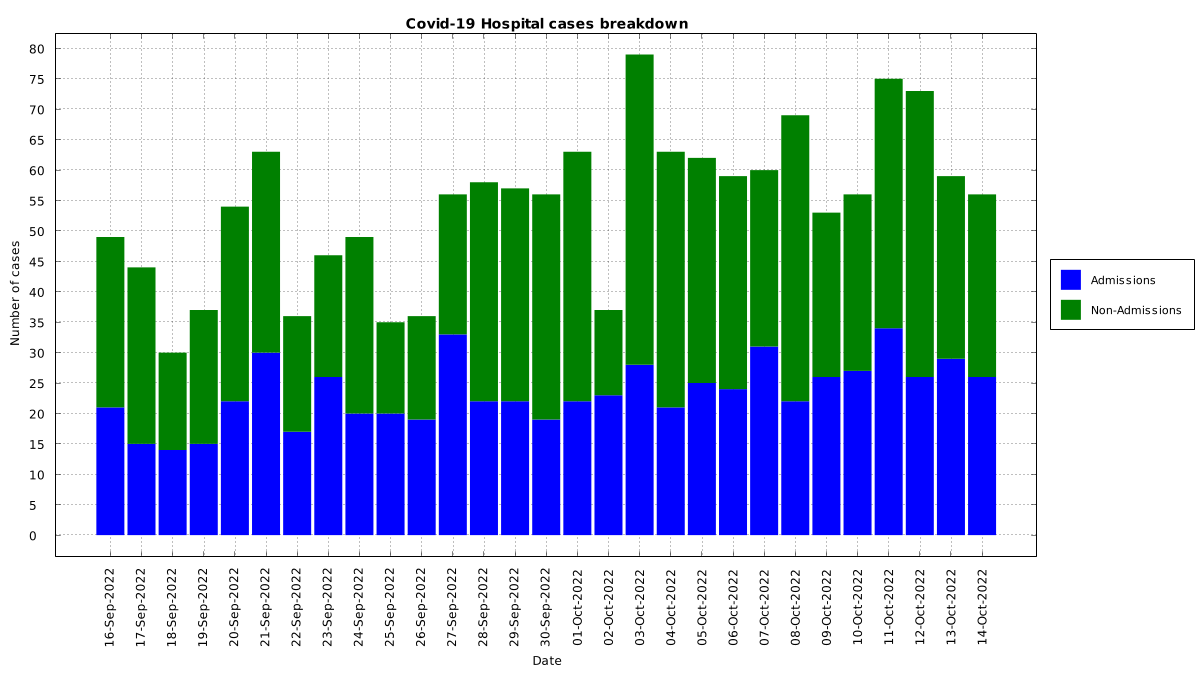 Covid-19 Hospital cases breakdown
80
75
70
65
60
55
50
45
40
35
30
25
20
15
10
5
0
Number of cases
16-Sep-2022
17-Sep-2022
18-Sep-2022
19-Sep-2022
20-Sep-2022
21-Sep-2022
22-Sep-2022
23-Sep-2022
24-Sep-2022
25-Sep-2022
26-Sep-2022
27-Sep-2022
28-Sep-2022
29-Sep-2022
30-Sep-2022
01-Oct-2022
02-Oct-2022
03-Oct-2022
04-Oct-2022
05-Oct-2022
06-Oct-2022
07-Oct-2022
08-Oct-2022
09-Oct-2022
10-Oct-2022
11-Oct-2022
12-Oct-2022
13-Oct-2022
14-Oct-2022
Date
Admissions
Non-Admissions